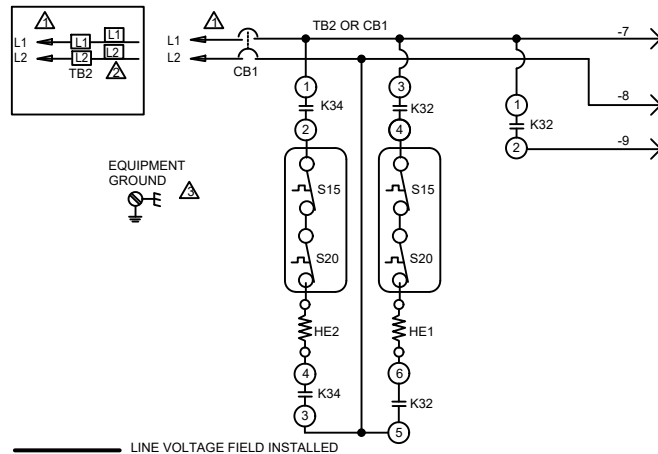 1
L1
L2
L1
L2
L1
L2
TB2
2
1
L1
L2
CB1
TB2 OR CB1
-7
-8
-9
1
K34
2
3
K32
4
1
K32
2
EQUIPMENT
GROUND
3
S15
S20
S15
S20
HE2
HE1
4
K34
3
6
K32
5
LINE VOLTAGE FIELD INSTALLED